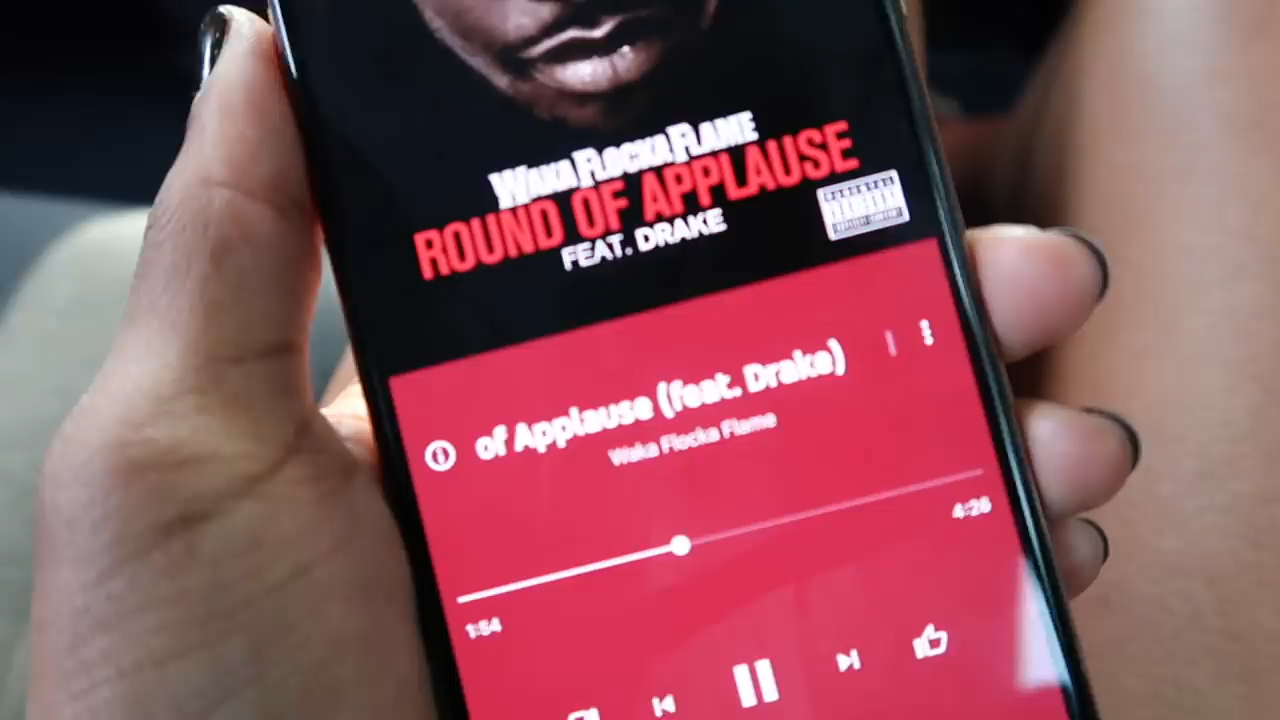 WAKA FLOCKA FLAME
ROUND OF APPLAUSE
FEAT. DRAKE
of Applause (feat. Drake)
Waka Flocka Flame
4:26
1:54